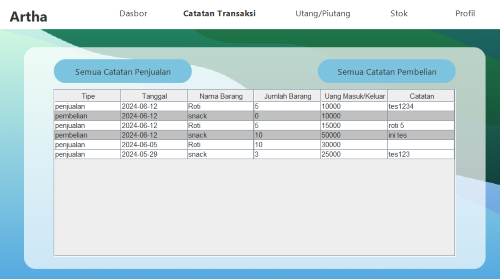 Artha
Dasbor Catatan Transaksi Utang/Piutang Stok Profil
Semua Catatan Penjualan Semua Catatan Pembelian
Tipe Tanggal Nama Barang Jumlah Barang Uang Masuk/Keluar Catatan
penjualan 2024-06-12 Roti 5 10000 tes1234
pembelian 2024-06-12 snack 0 10000
penjualan 2024-06-12 Roti 5 15000 roti 5
pembelian 2024-06-12 snack 10 50000 ini tes
penjualan 2024-06-05 Roti 10 30000
penjualan 2024-05-29 snack 3 25000 tes123